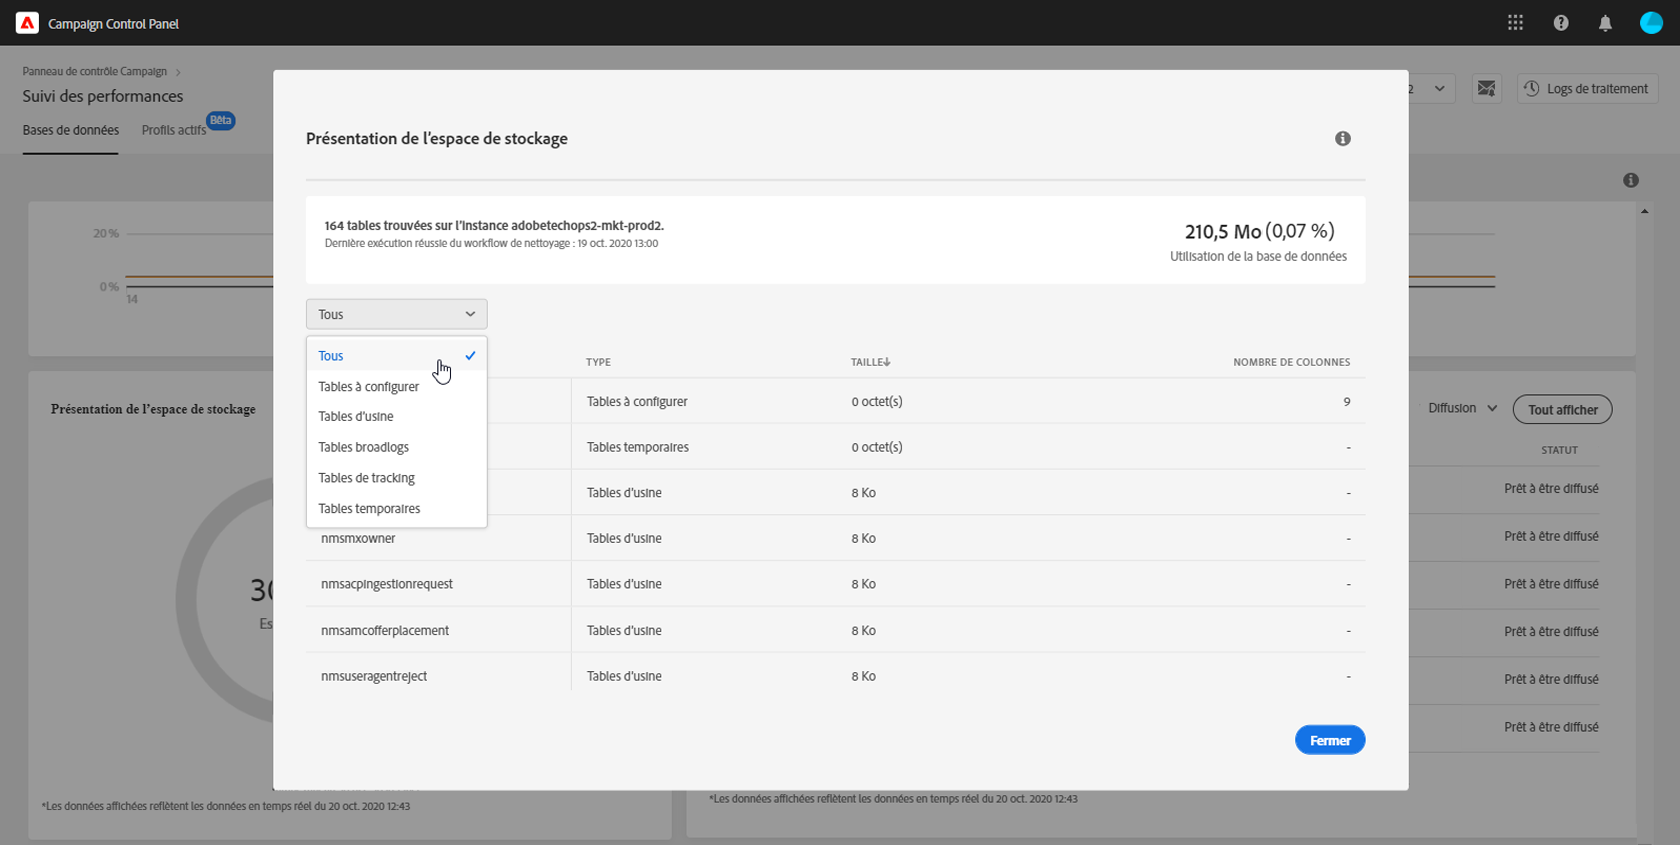 Campaign Control Panel
Panneau de contrôle Campaign
Suivi des performances
Bases de données
Profils actifs
Bêta
2
Logs de traitement
Présentation de l'espace de stockage
164 tables trouvées sur l'instance adobetechops2-mkt-prod2.
Dernière exécution réussie du workflow de nettoyage : 19 oct. 2020 13:00
210,5 Mo (0,07 %)
Utilisation de la base de données
20 %
0 %
14
Tous
Tous
Tables à configurer
Tables d'usine
Tables broadlogs
Tables de tracking
Tables temporaires
TYPE
TAILLE↓
NOMBRE DE COLONNES
Tables à configurer 0 octet(s) 9
Tables temporaires 0 octet(s) -
Tables d'usine 8 Ko -
nmsmxowner Tables d'usine 8 Ko -
nmsacpingestionrequest Tables d'usine 8 Ko -
nmsamcofferplacement Tables d'usine 8 Ko -
nmsuseragentreject Tables d'usine 8 Ko -
Fermer
Présentation de l'espace de stockage
30
Es
*Les données affichées reflètent les données en temps réel du 20 oct. 2020 12:43
Diffusion
Tout afficher
STATUT
Prêt à être diffusé
Prêt à être diffusé
Prêt à être diffusé
Prêt à être diffusé
Prêt à être diffusé
Prêt à être diffusé
*Les données affichées reflètent les données en temps réel du 20 oct. 2020 12:43